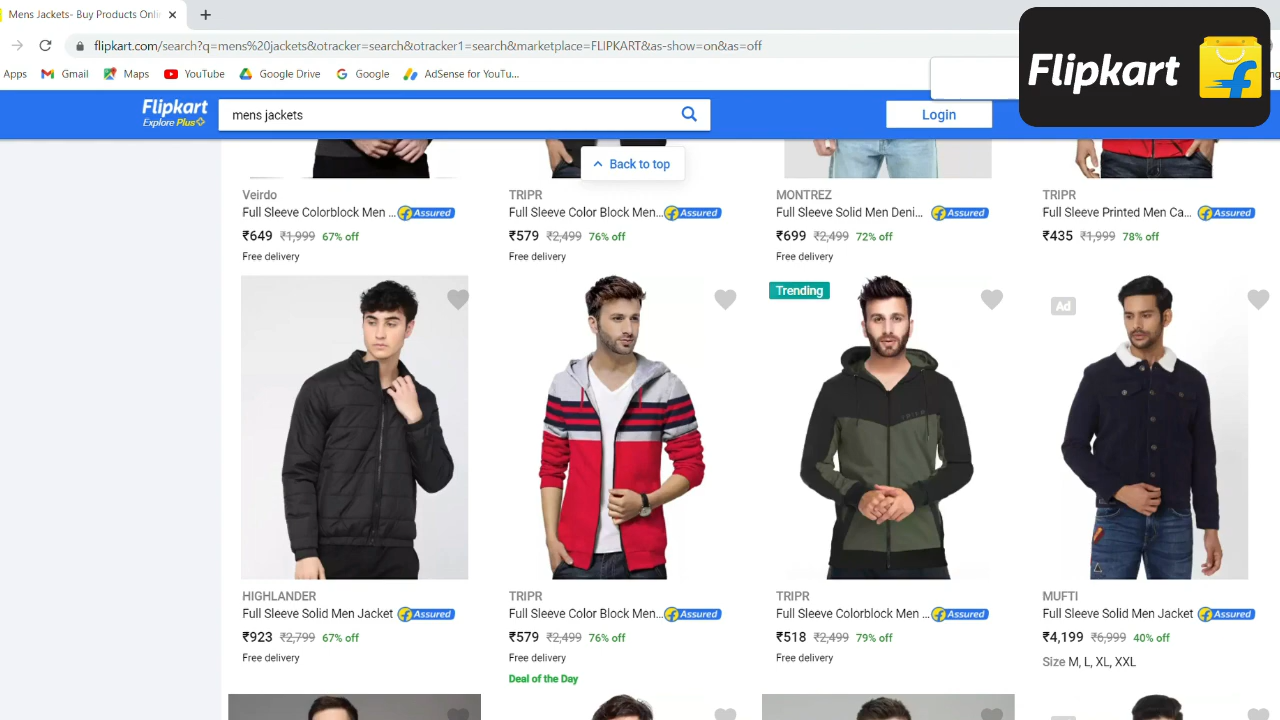 Mens Jackets- Buy Products Onli
flipkart.com/search?q=mens%20jackets&otracker=search&otracker1=search&marketplace=FLIPKART&as-show=on&as=off
Flipkart
Apps Gmail Maps YouTube Google Drive Google AdSense for YouTu...
Flipkart
Explore Plus
mens jackets
Login
Back to top
Veirdo
Full Sleeve Colorblock Men ... Assured
₹649 ₹1,999 67% off
Free delivery
TRIPR
Full Sleeve Color Block Men... Assured
₹579 ₹2,499 76% off
Free delivery
MONTREZ
Full Sleeve Solid Men Deni... Assured
₹699 ₹2,499 72% off
Free delivery
TRIPR
Full Sleeve Printed Men Ca... Assured
₹435 ₹1,999 78% off
Trending
Ad
HIGHLANDER
Full Sleeve Solid Men Jacket Assured
₹923 ₹2,799 67% off
Free delivery
TRIPR
Full Sleeve Color Block Men... Assured
₹579 ₹2,499 76% off
Free delivery
Deal of the Day
TRIPR
Full Sleeve Colorblock Men ... Assured
₹518 ₹2,499 79% off
Free delivery
MUFTI
Full Sleeve Solid Men Jacket Assured
₹4,199 ₹6,999 40% off
Size M, L, XL, XXL